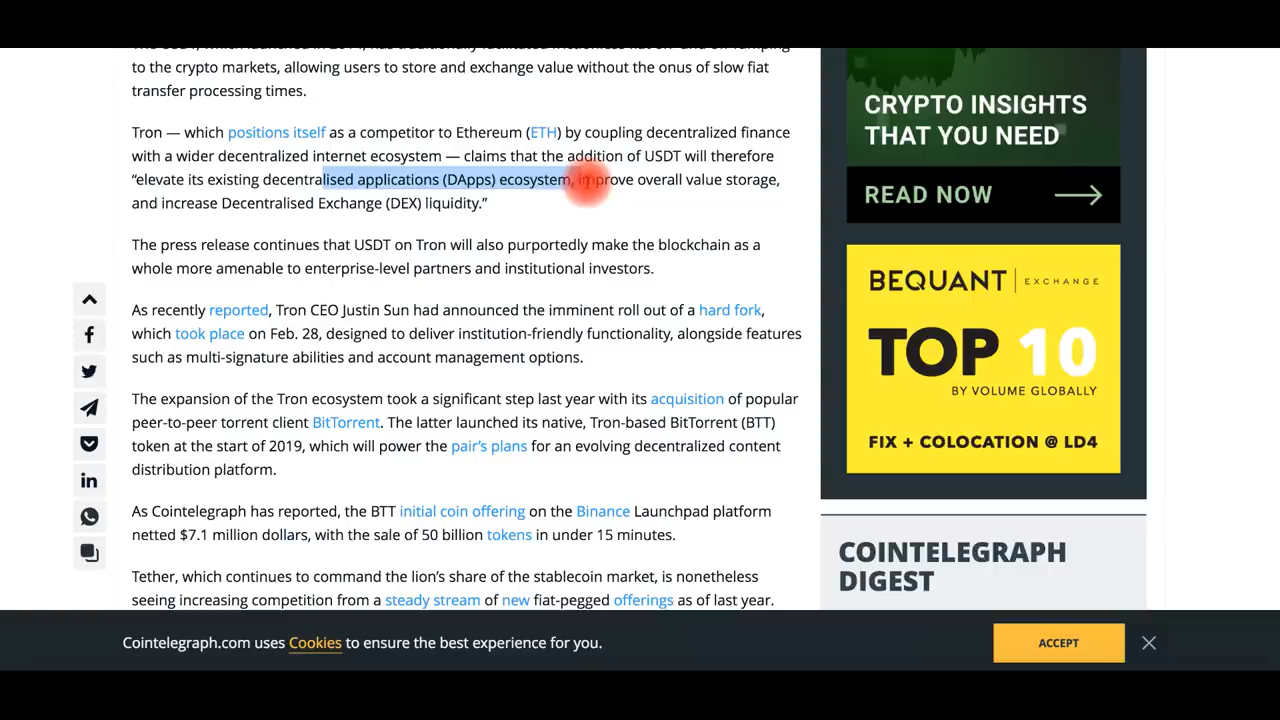 to the crypto markets, allowing users to store and exchange value without the onus of slow fiat
transfer processing times.
Tron — which positions itself as a competitor to Ethereum (ETH) by coupling decentralized finance
with a wider decentralized internet ecosystem — claims that the addition of USDT will therefore
“elevate its existing decentralised applications (DApps) ecosystem, improve overall value storage,
and increase Decentralised Exchange (DEX) liquidity.”
The press release continues that USDT on Tron will also purportedly make the blockchain as a
whole more amenable to enterprise-level partners and institutional investors.
As recently reported, Tron CEO Justin Sun had announced the imminent roll out of a hard fork,
which took place on Feb. 28, designed to deliver institution-friendly functionality, alongside features
such as multi-signature abilities and account management options.
The expansion of the Tron ecosystem took a significant step last year with its acquisition of popular
peer-to-peer torrent client BitTorrent. The latter launched its native, Tron-based BitTorrent (BTT)
token at the start of 2019, which will power the pair’s plans for an evolving decentralized content
distribution platform.
As Cointelegraph has reported, the BTT initial coin offering on the Binance Launchpad platform
netted $7.1 million dollars, with the sale of 50 billion tokens in under 15 minutes.
Tether, which continues to command the lion’s share of the stablecoin market, is nonetheless
seeing increasing competition from a steady stream of new fiat-pegged offerings as of last year.
CRYPTO INSIGHTS
THAT YOU NEED
READ NOW
BEQUANT | EXCHANGE
TOP 10
BY VOLUME GLOBALLY
FIX + COLOCATION @ LD4
COINTELEGRAPH
DIGEST
Cointelegraph.com uses Cookies to ensure the best experience for you.
ACCEPT